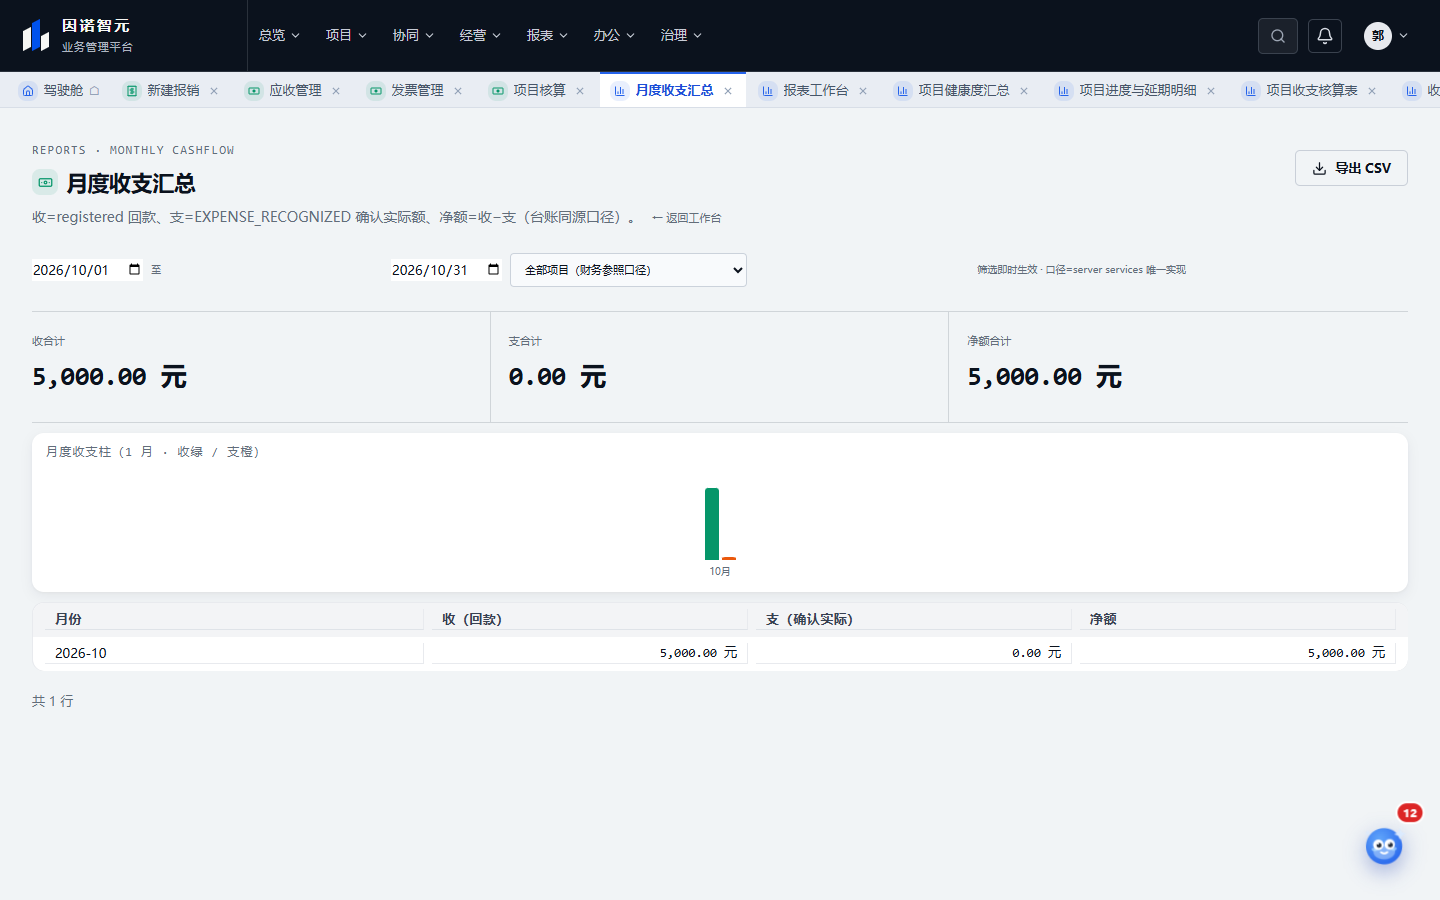 因诺智元
业务管理平台
总览 项目 协同 经营 报表 办公 治理
郭
驾驶舱 新建报销 应收管理 发票管理 项目核算 月度收支汇总 报表工作台 项目健康度汇总 项目进度与延期明细 项目收支核算表 收
REPORTS · MONTHLY CASHFLOW
月度收支汇总
导出 CSV
收=registered 回款、支=EXPENSE_RECOGNIZED 确认实际额、净额=收−支（台账同源口径）。 ←返回工作台
2026/10/01 至 2026/10/31 全部项目（财务参照口径） 筛选即时生效 · 口径=server services 唯一实现
收合计 支合计 净额合计
5,000.00 元 0.00 元 5,000.00 元
月度收支柱（1 月 · 收绿 / 支橙）
10月
月份 收（回款） 支（确认实际） 净额
2026-10 5,000.00 元 0.00 元 5,000.00 元
共 1 行
12